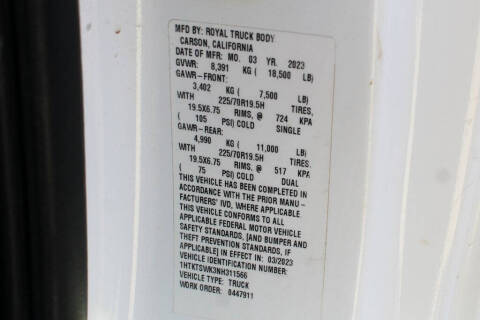 MFD BY: ROYAL TRUCK BODY
CARSON, CALIFORNIA
DATE OF MFR: MO. 03 YR. 2023
GVWR: 8,391 KG ( 18,500 LB)
GAWR-FRONT:
3,402 KG ( 7,500 LB)
WITH 225/70R19.5H TIRES,
19.5X6.75 RIMS, @ 724 KPA
( 105 PSI) COLD SINGLE
GAWR-REAR:
4,990 KG ( 11,000 LB)
WITH 225/70R19.5H TIRES,
19.5X6.75 RIMS, @ 517 KPA
( 75 PSI) COLD DUAL
THIS VEHICLE HAS BEEN COMPLETED IN
ACCORDANCE WITH THE PRIOR MANU-
FACTURERS' IVD, WHERE APPLICABLE
THIS VEHICLE CONFORMS TO ALL
APPLICABLE FEDERAL MOTOR VEHICLE
SAFETY STANDARDS, [AND BUMPER AND
THEFT PREVENTION STANDARDS, IF
APPLICABLE] IN EFFECT IN: 03/2023
VEHICLE IDENTIFICATION NUMBER:
1HTKTSWK3NH311566
VEHICLE TYPE: TRUCK
WORK ORDER: 0447911